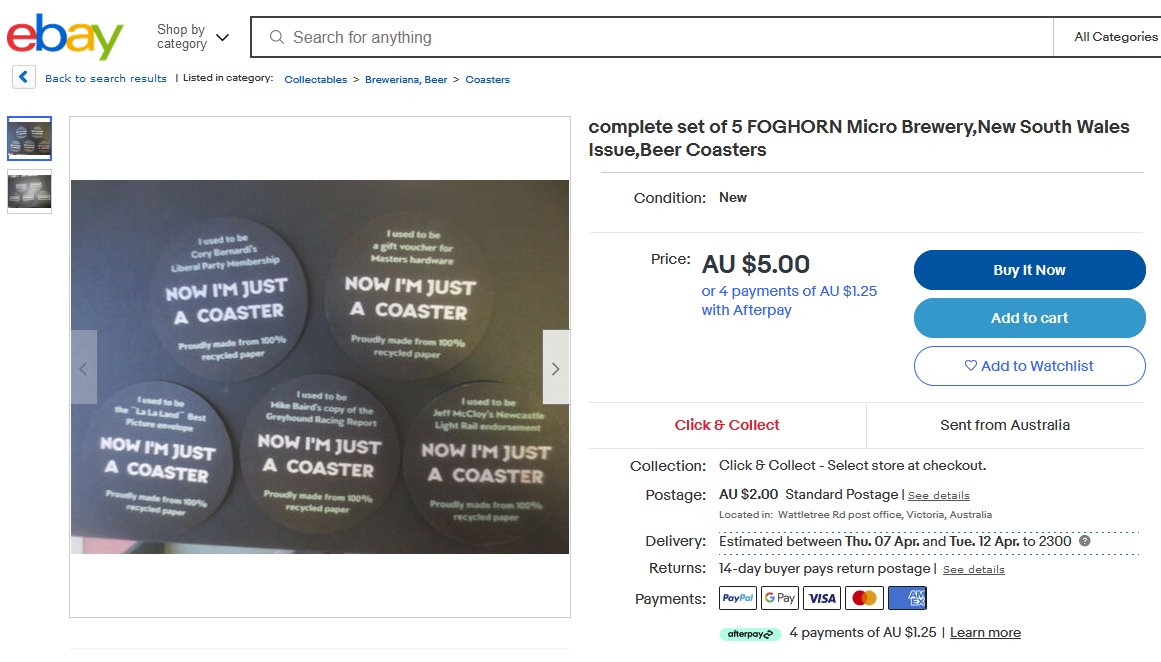 ebay
Shop by
category
Search for anything
All Categories
Back to search results | Listed in category: Collectables > Breweriana, Beer > Coasters
complete set of 5 FOGHORN Micro Brewery,New South Wales
Issue,Beer Coasters
Condition: New
Price: AU $5.00
or 4 payments of AU $1.25
with Afterpay
Buy It Now
Add to cart
Add to Watchlist
Click & Collect
Sent from Australia
Collection: Click & Collect - Select store at checkout.
Postage: AU $2.00 Standard Postage | See details
Located in: Wattletree Rd post office, Victoria, Australia
Delivery: Estimated between Thu. 07 Apr. and Tue. 12 Apr. to 2300 ?
Returns: 14-day buyer pays return postage | See details
Payments: PayPal G Pay VISA AMEX
afterpay 4 payments of AU $1.25 | Learn more
I used to be
Cory Bernardi's
Liberal Party Membership
NOW I'M JUST
A COASTER
Proudly made from 100%
recycled paper
I used to be
a gift voucher for
Masters hardware
NOW I'M JUST
A COASTER
Proudly made from 100%
recycled paper
I used to be
the "La La Land" Best
Picture envelope
NOW I'M JUST
A COASTER
Proudly made from 100%
recycled paper
I used to be
Mike Baird's copy of the
Greyhound Racing Report
NOW I'M JUST
A COASTER
Proudly made from 100%
recycled paper
I used to be
Jeff McCloy's Newcastle
Light Rail endorsement
NOW I'M JUST
A COASTER
Proudly made from 100%
recycled paper